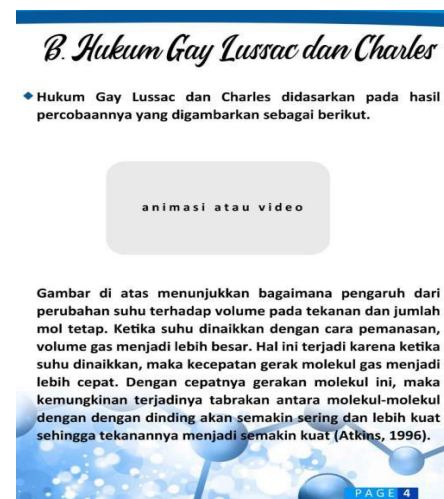 B. Hukum Gay Lussac dan Charles
Hukum Gay Lussac dan Charles didasarkan pada hasil
percobaannya yang digambarkan sebagai berikut.
animasi atau video
Gambar di atas menunjukkan bagaimana pengaruh dari
perubahan suhu terhadap volume pada tekanan dan jumlah
mol tetap. Ketika suhu dinaikkan dengan cara pemanasan,
volume gas menjadi lebih besar. Hal ini terjadi karena ketika
suhu dinaikkan, maka kecepatan gerak molekul gas menjadi
lebih cepat. Dengan cepatnya gerakan molekul ini, maka
kemungkinan terjadinya tabrakan antara molekul-molekul
dengan dengan dinding akan semakin sering dan lebih kuat
sehingga tekanannya menjadi semakin kuat (Atkins, 1996).
PAGE 4